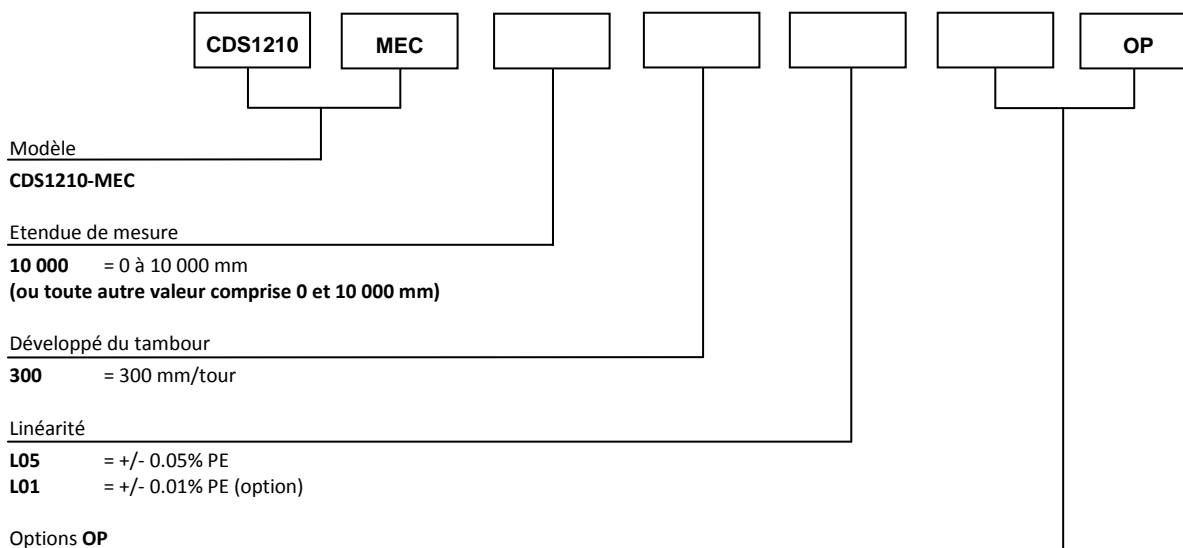 CDS1210 MEC OP
Modèle
CDS1210-MEC
Etendue de mesure
10 000 = 0 à 10 000 mm
(ou toute autre valeur comprise 0 et 10 000 mm)
Développé du tambour
300 = 300 mm/tour
Linéarité
L05 = +/- 0.05% PE
L01 = +/- 0.01% PE (option)
Options OP